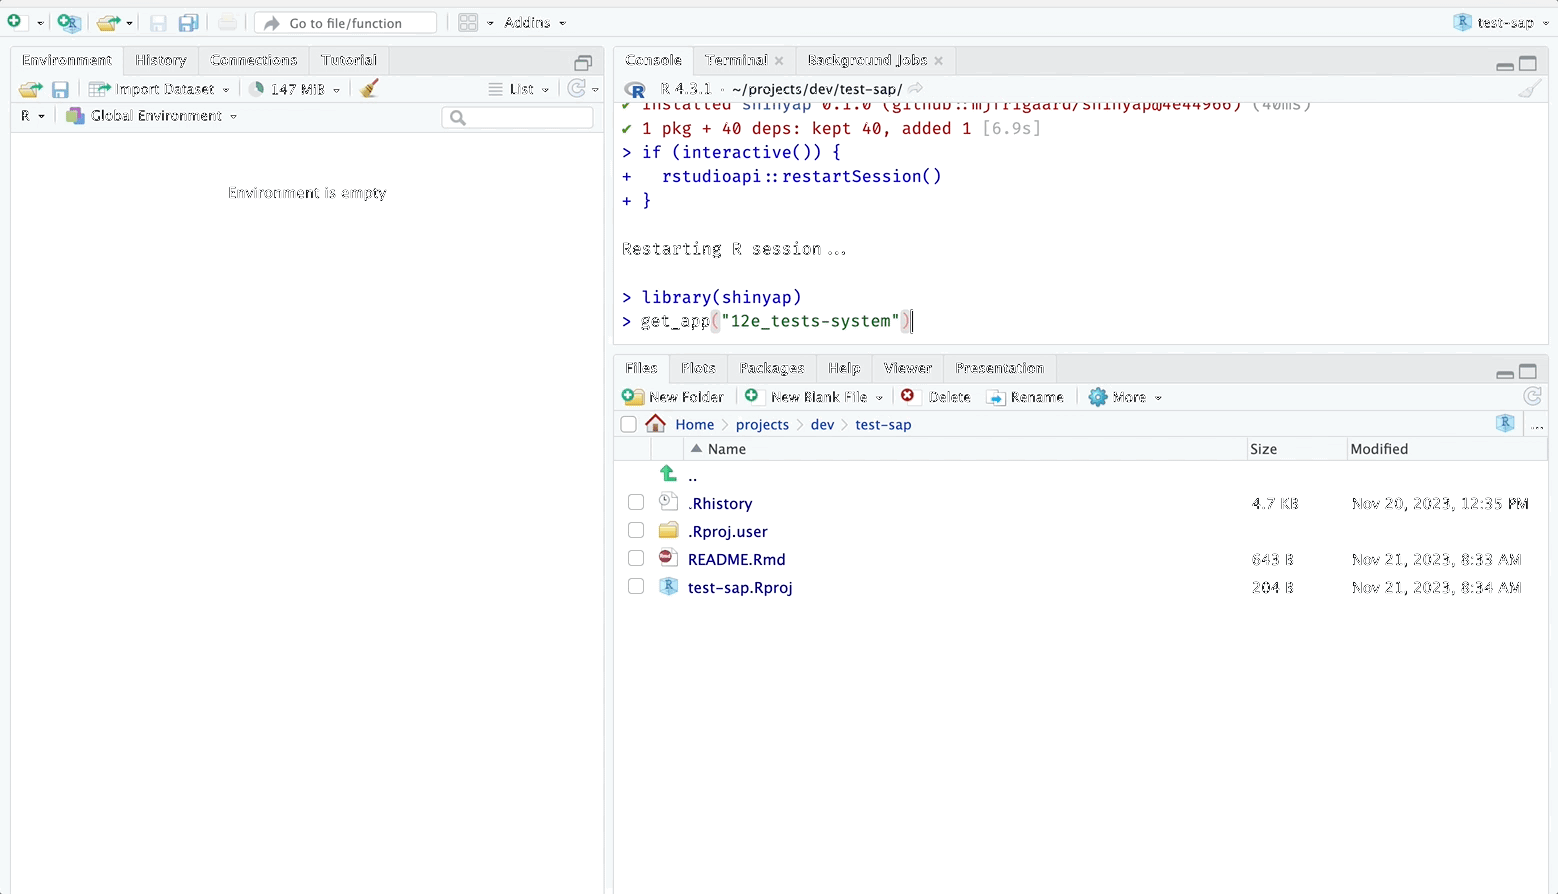 Go to file/function
Addins
test-sap
Environment History Connections Tutorial
Import Dataset 147 MiB List
R Global Environment
Environment is empty
Console Terminal Background Jobs
R 4.3.1 · ~/projects/dev/test-sap/
✔ Installed shinyap 0.1.0 (github::mjfrigaard/shinyap@4e44966) (40ms)
✔ 1 pkg + 40 deps: kept 40, added 1 [6.9s]
> if (interactive()) {
+ rstudioapi::restartSession()
+ }
Restarting R session...
> library(shinyap)
> get_app("12e_tests-system")
Files Plots Packages Help Viewer Presentation
New Folder New Blank File Delete Rename More
Home projects dev test-sap ...
Name Size Modified
..
.Rhistory 4.7 KB Nov 20, 2023, 12:35 PM
.Rproj.user
README.Rmd 643 B Nov 21, 2023, 8:33 AM
test-sap.Rproj 204 B Nov 21, 2023, 8:34 AM